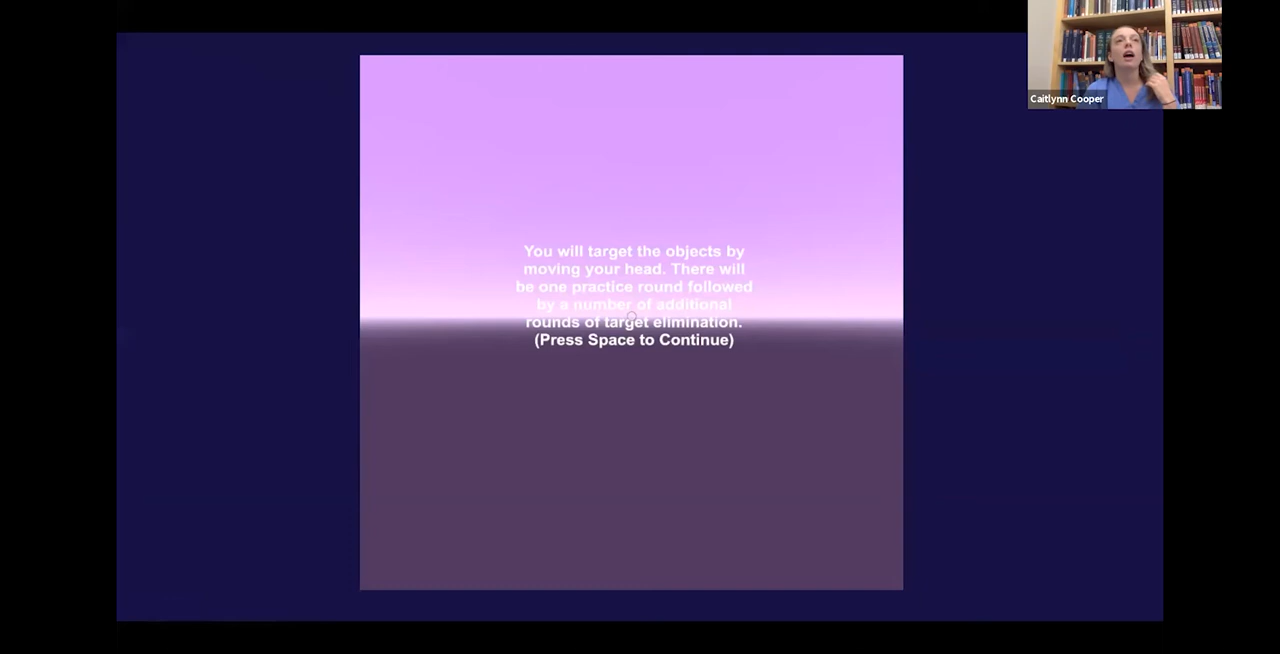 Caitlynn Cooper
You will target the objects by
moving your head. There will
be one practice round followed
by a number of additional
rounds of target elimination.
(Press Space to Continue)